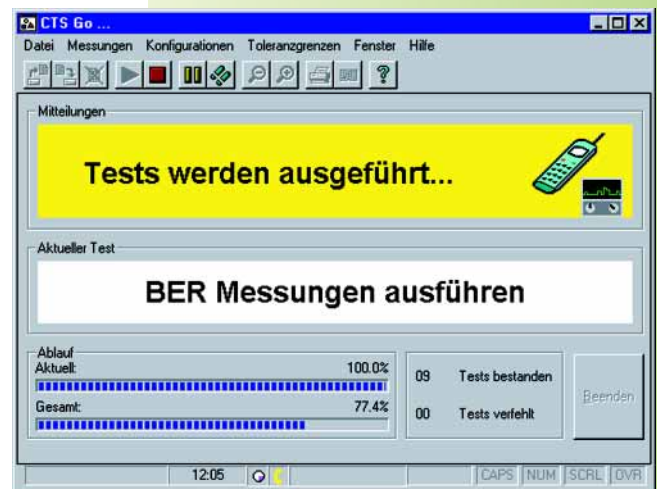 CTS Go ...
Datei Messungen Konfigurationen Toleranzgrenzen Fenster Hilfe
Mitteilungen
Tests werden ausgeführt...
Aktueller Test
BER Messungen ausführen
Ablauf
Aktuell: 100.0%
Gesamt: 77.4%
09 Tests bestanden
00 Tests verfehlt
Beenden
12:05 CAPS NUM SCRL OVR